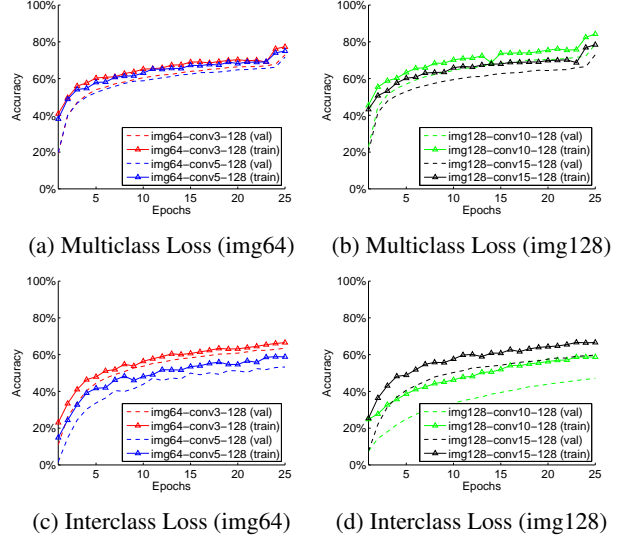 100%
80%
60%
40%
20%
0%
Accuracy
5 10 15 20 25
Epochs
img64−conv3−128 (val)
img64−conv3−128 (train)
img64−conv5−128 (val)
img64−conv5−128 (train)
(a) Multiclass Loss (img64)
100%
80%
60%
40%
20%
0%
Accuracy
5 10 15 20 25
Epochs
img128−conv10−128 (val)
img128−conv10−128 (train)
img128−conv15−128 (val)
img128−conv15−128 (train)
(b) Multiclass Loss (img128)
100%
80%
60%
40%
20%
0%
Accuracy
5 10 15 20 25
Epochs
img64−conv3−128 (val)
img64−conv3−128 (train)
img64−conv5−128 (val)
img64−conv5−128 (train)
(c) Interclass Loss (img64)
100%
80%
60%
40%
20%
0%
Accuracy
5 10 15 20 25
Epochs
img128−conv10−128 (val)
img128−conv10−128 (train)
img128−conv15−128 (val)
img128−conv15−128 (train)
(d) Interclass Loss (img128)